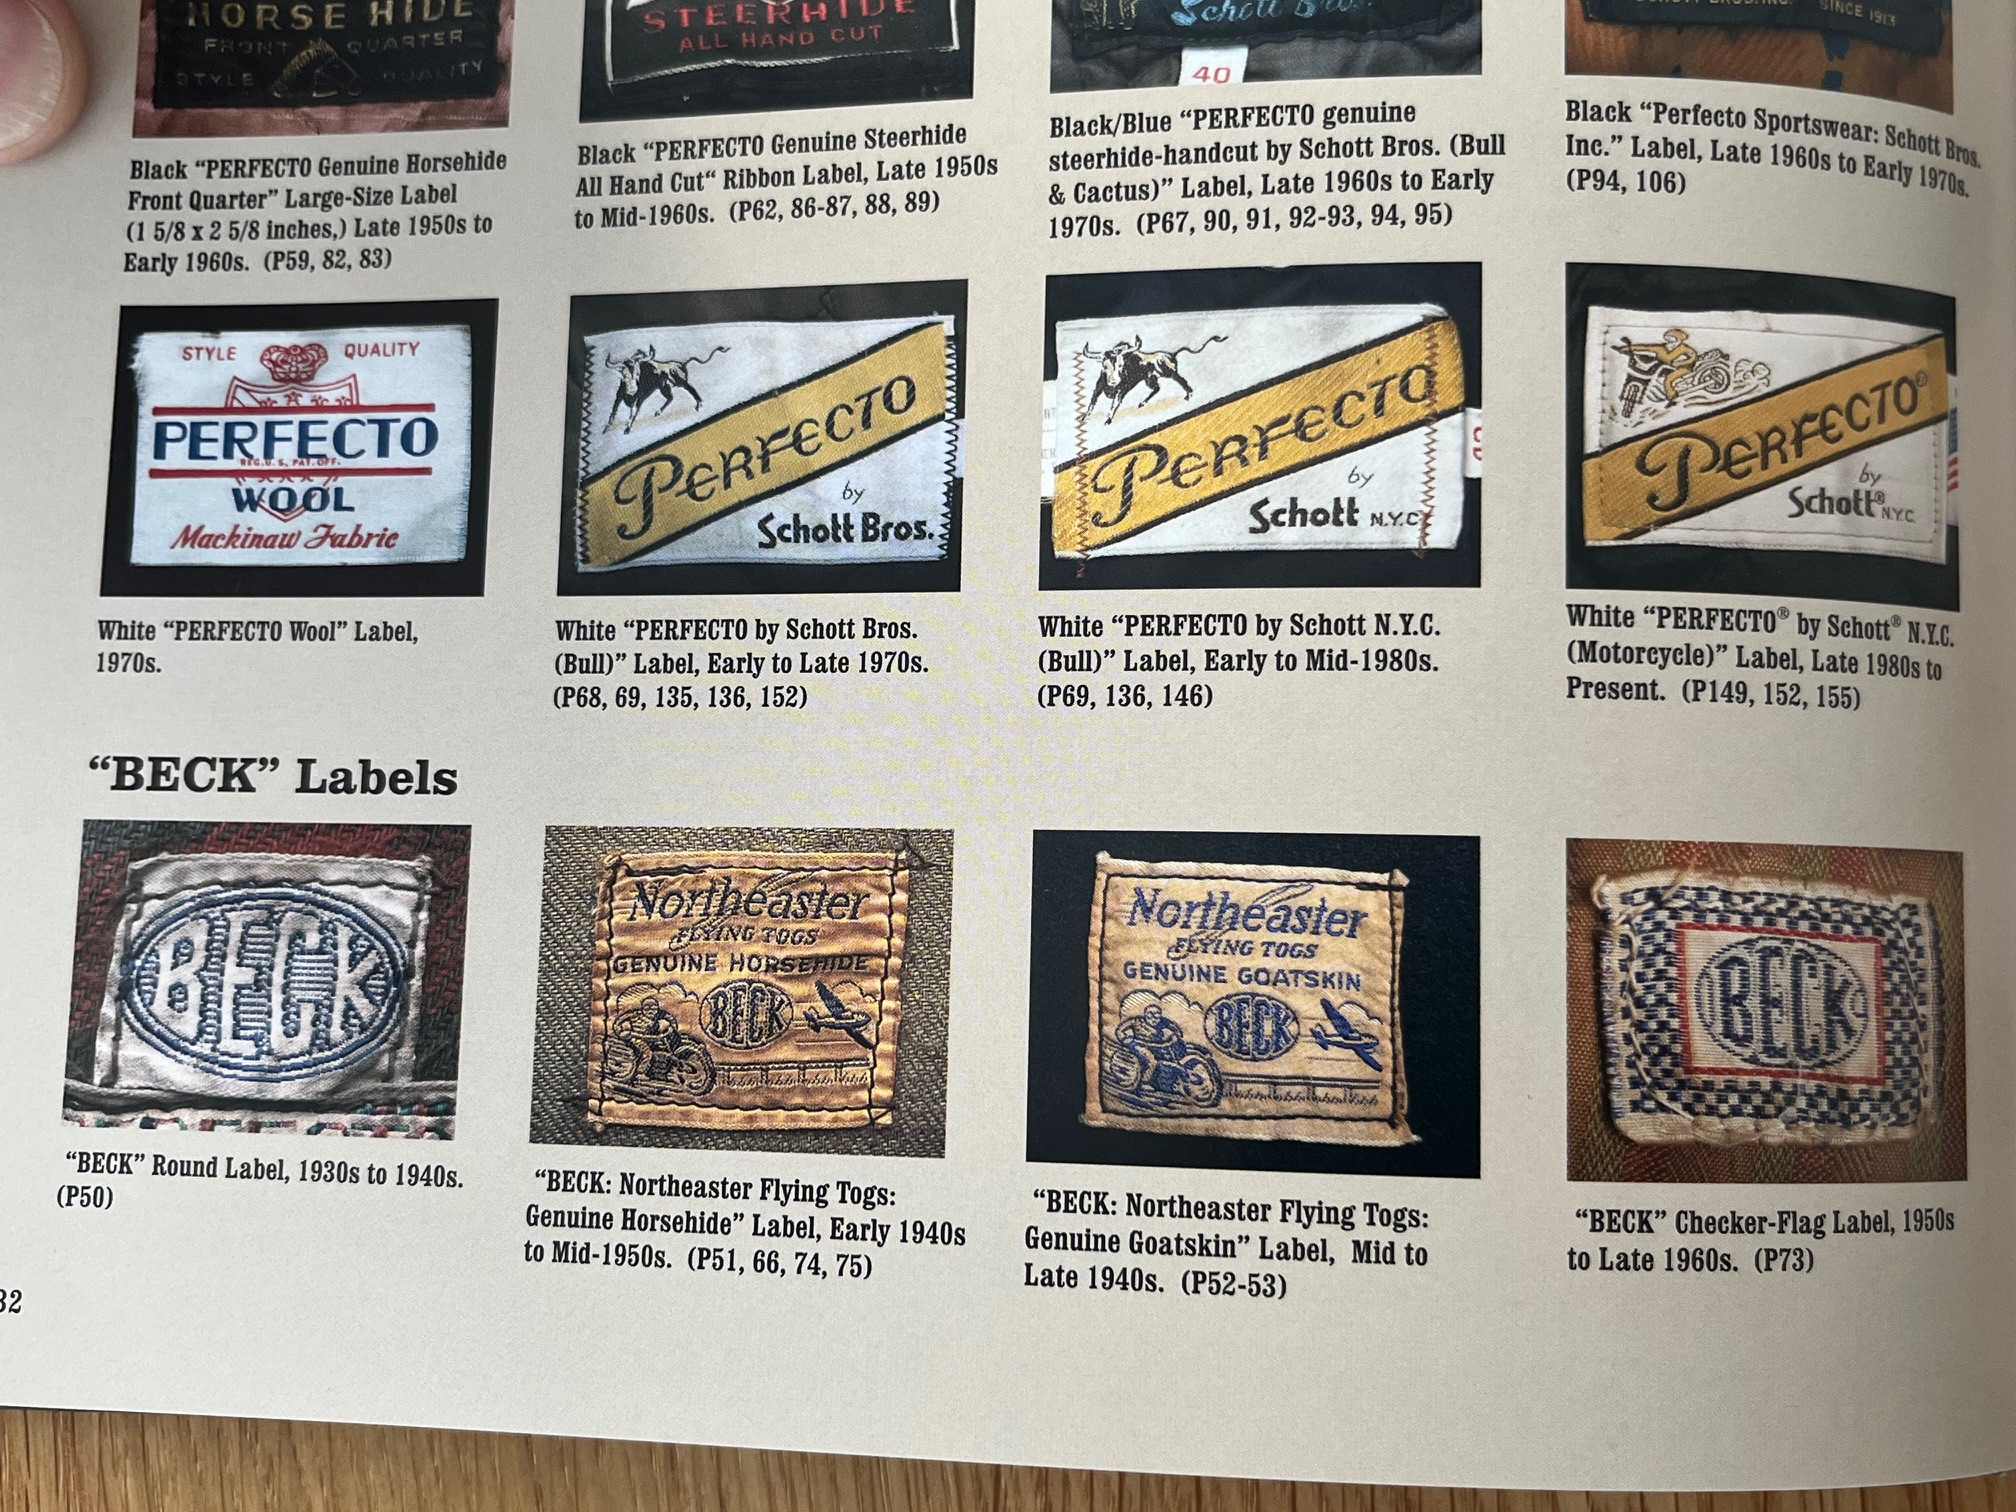 HORSE HIDE
FRONT QUARTER
STYLE QUALITY
STEERHIDE
ALL HAND CUT
Schott Bros.
40
SINCE 1913
Black “PERFECTO Genuine Horsehide
Front Quarter” Large-Size Label
(1 5/8 x 2 5/8 inches,) Late 1950s to
Early 1960s. (P59, 82, 83)
Black “PERFECTO Genuine Steerhide
All Hand Cut“ Ribbon Label, Late 1950s
to Mid-1960s. (P62, 86-87, 88, 89)
Black/Blue “PERFECTO genuine
steerhide-handcut by Schott Bros. (Bull
& Cactus)” Label, Late 1960s to Early
1970s. (P67, 90, 91, 92-93, 94, 95)
Black “Perfecto Sportswear: Schott Bros.
Inc.” Label, Late 1960s to Early 1970s.
(P94, 106)
STYLE QUALITY
PERFECTO
REG. U.S. PAT. OFF.
WOOL
Mackinaw Fabric
PERFECTO
by
Schott Bros.
PERFECTO
by
Schott N.Y.C.
PERFECTO®
by
Schott® N.Y.C.
White “PERFECTO Wool” Label,
1970s.
White “PERFECTO by Schott Bros.
(Bull)” Label, Early to Late 1970s.
(P68, 69, 135, 136, 152)
White “PERFECTO by Schott N.Y.C.
(Bull)” Label, Early to Mid-1980s.
(P69, 136, 146)
White “PERFECTO® by Schott® N.Y.C.
(Motorcycle)” Label, Late 1980s to
Present. (P149, 152, 155)
“BECK” Labels
BECK
Northeaster
FLYING TOGS
GENUINE HORSEHIDE
BECK
Northeaster
FLYING TOGS
GENUINE GOATSKIN
BECK
BECK
“BECK” Round Label, 1930s to 1940s.
(P50)
“BECK: Northeaster Flying Togs:
Genuine Horsehide” Label, Early 1940s
to Mid-1950s. (P51, 66, 74, 75)
“BECK: Northeaster Flying Togs:
Genuine Goatskin” Label, Mid to
Late 1940s. (P52-53)
“BECK” Checker-Flag Label, 1950s
to Late 1960s. (P73)
32